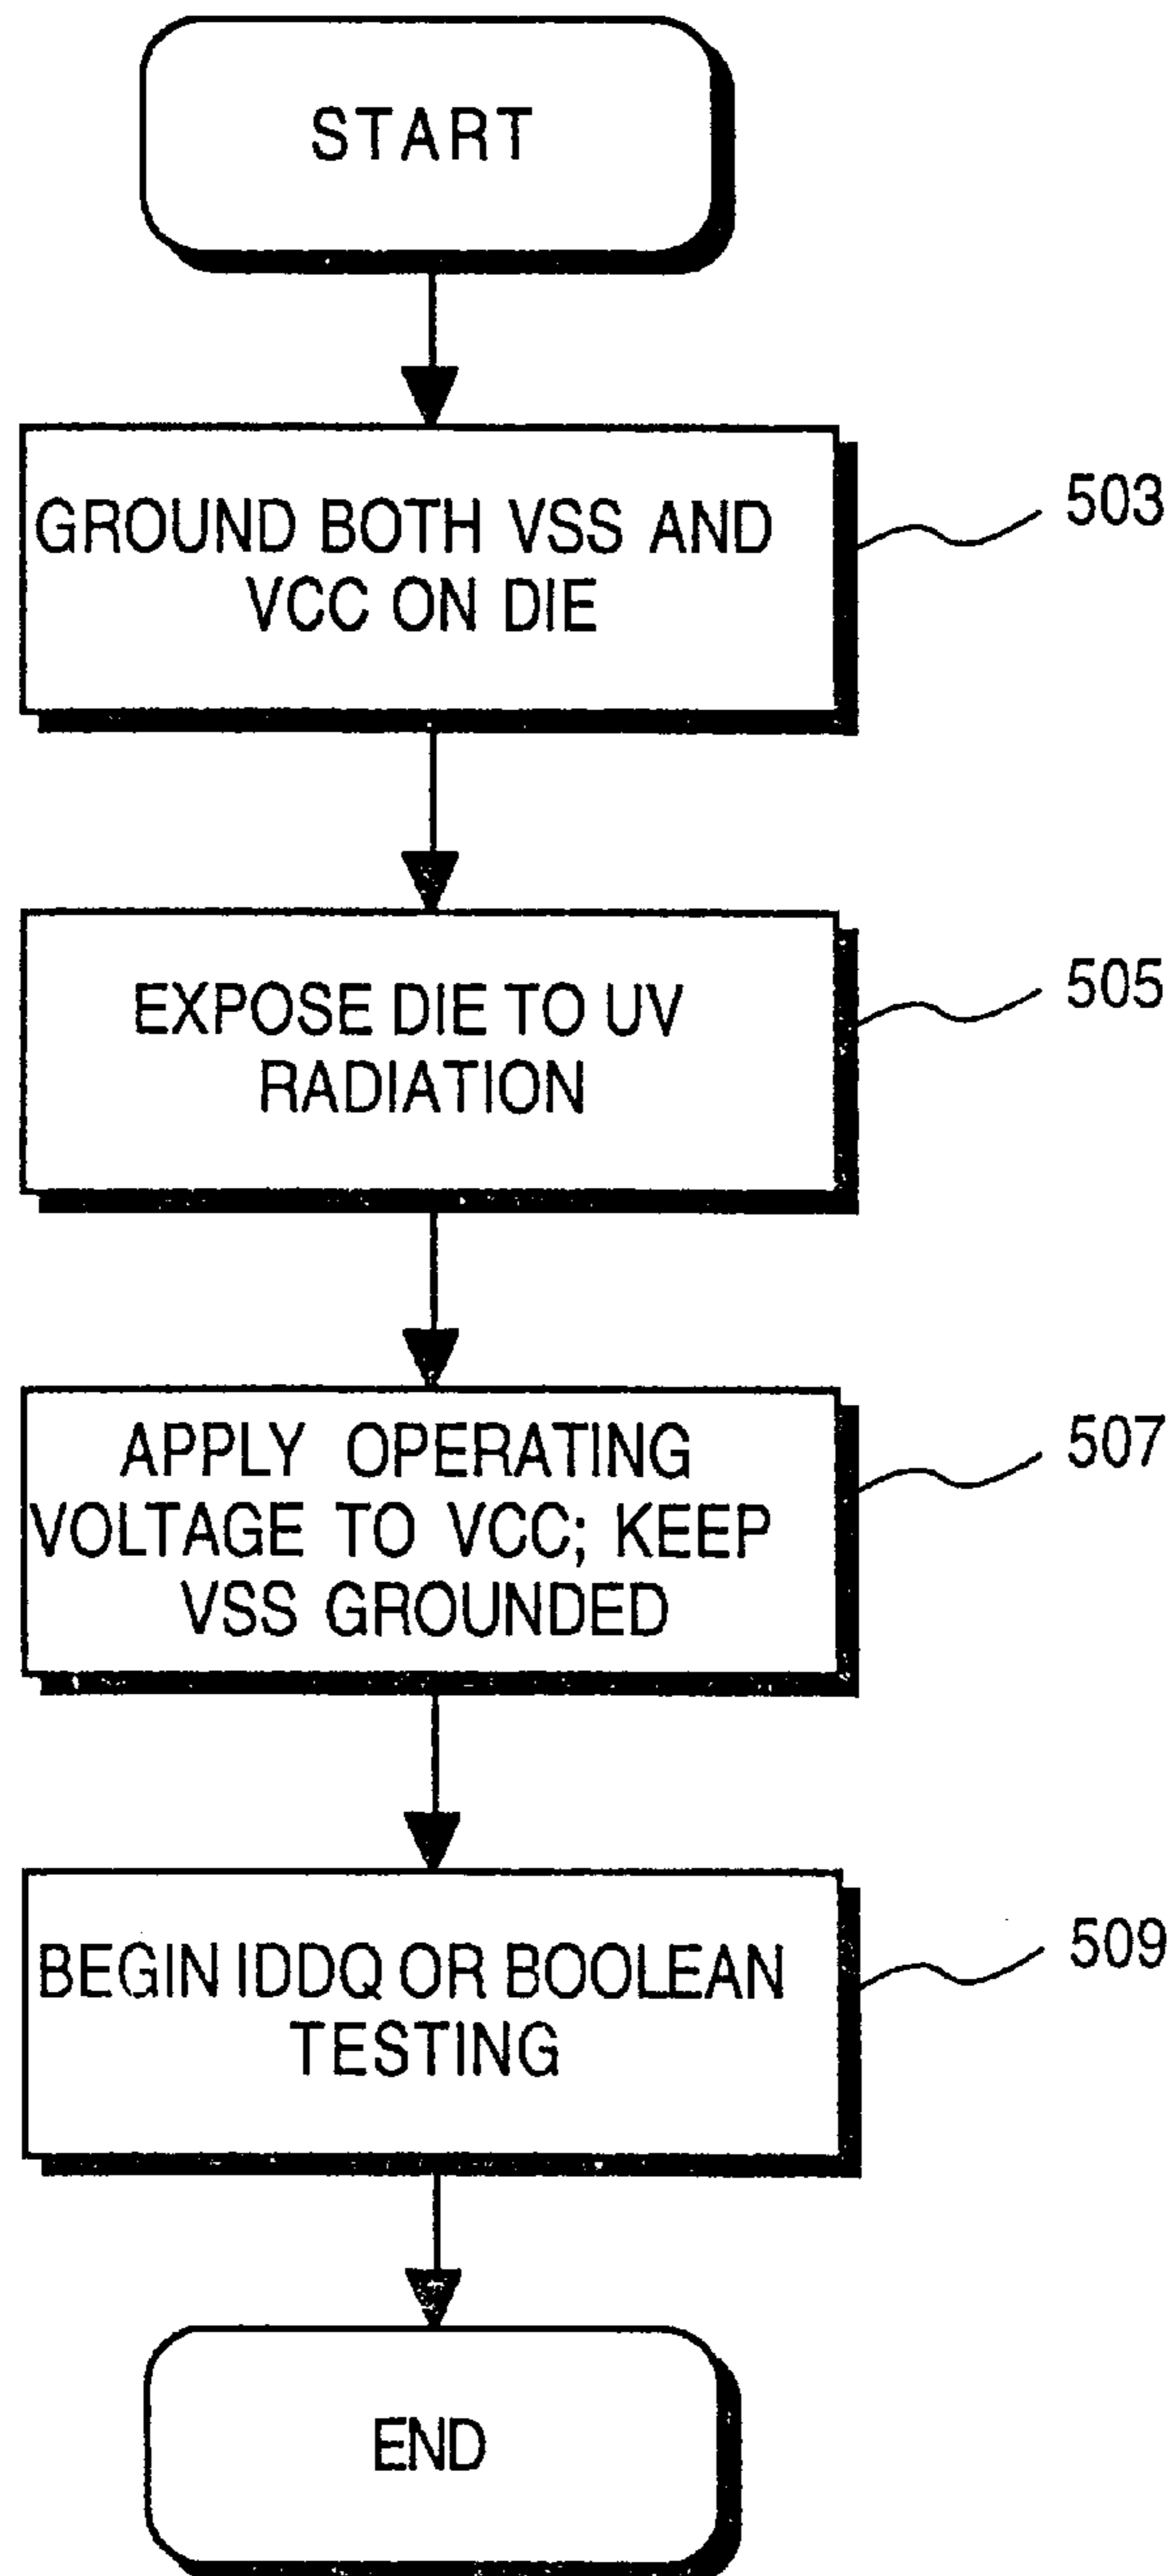 START
GROUND BOTH VSS AND
VCC ON DIE
503
EXPOSE DIE TO UV
RADIATION
505
APPLY OPERATING
VOLTAGE TO VCC; KEEP
VSS GROUNDED
507
BEGIN IDDQ OR BOOLEAN
TESTING
509
END